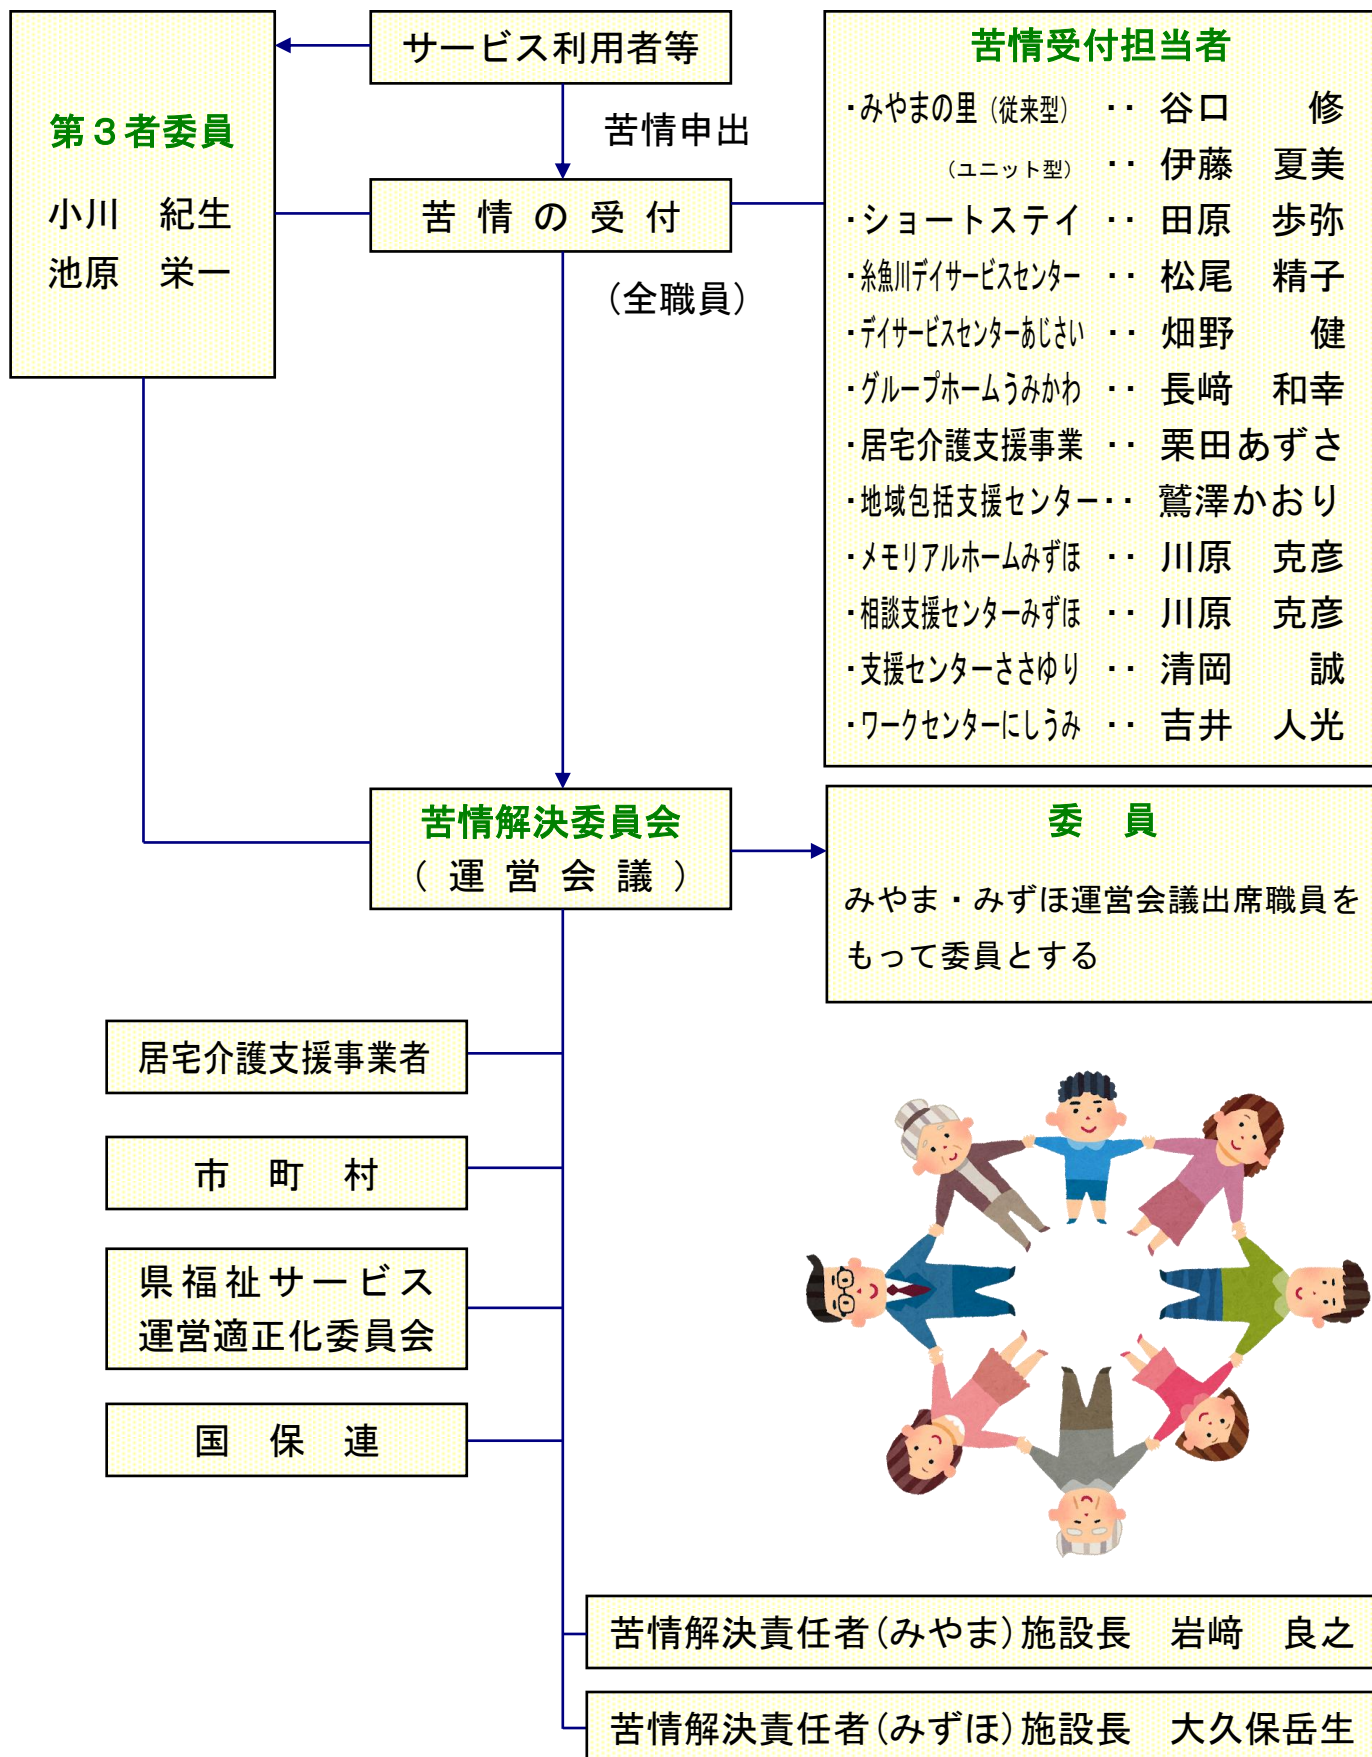 サービス利用者等
苦情申出
苦情の受付
(全職員)
第3者委員
小川　紀生
池原　栄一
苦情受付担当者
・みやまの里（従来型）　・・　谷口　　修
（ユニット型）　・・　伊藤　夏美
・ショートステイ　・・　田原　歩弥
・糸魚川デイサービスセンター　・・　松尾　精子
・デイサービスセンターあじさい　・・　畑野　　健
・グループホームうみかわ　・・　長﨑　和幸
・居宅介護支援事業　・・　栗田あずさ
・地域包括支援センター・・　鷲澤かおり
・メモリアルホームみずほ　・・　川原　克彦
・相談支援センターみずほ　・・　川原　克彦
・支援センターささゆり　・・　清岡　　誠
・ワークセンターにしうみ　・・　吉井　人光
苦情解決委員会
(運営会議)
委　員
みやま・みずほ運営会議出席職員を
もって委員とする
居宅介護支援事業者
市　町　村
県福祉サービス
運営適正化委員会
国　保　連
苦情解決責任者(みやま)施設長　岩﨑　良之
苦情解決責任者(みずほ)施設長　大久保岳生